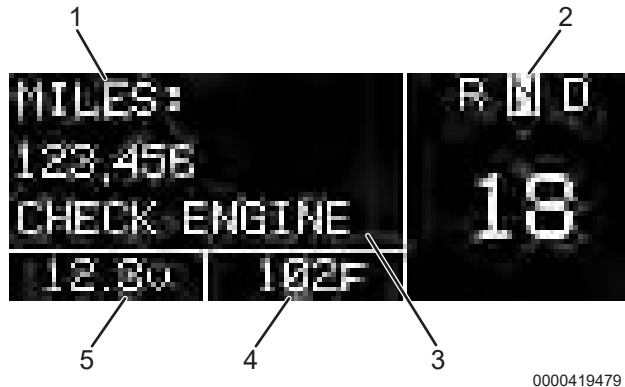 1 2
MILES:
123,456
CHECK ENGINE
R N D
18
12.8v 102F
5 4 3
0000419479